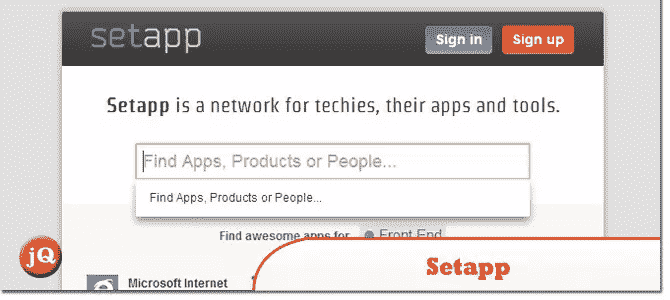 setapp
Sign in
Sign up
Setapp is a network for techies, their apps and tools.
Find Apps, Products or People...
Find Apps, Products or People...
Find awesome apps for
Front End
jQ
Microsoft Internet
Setapp